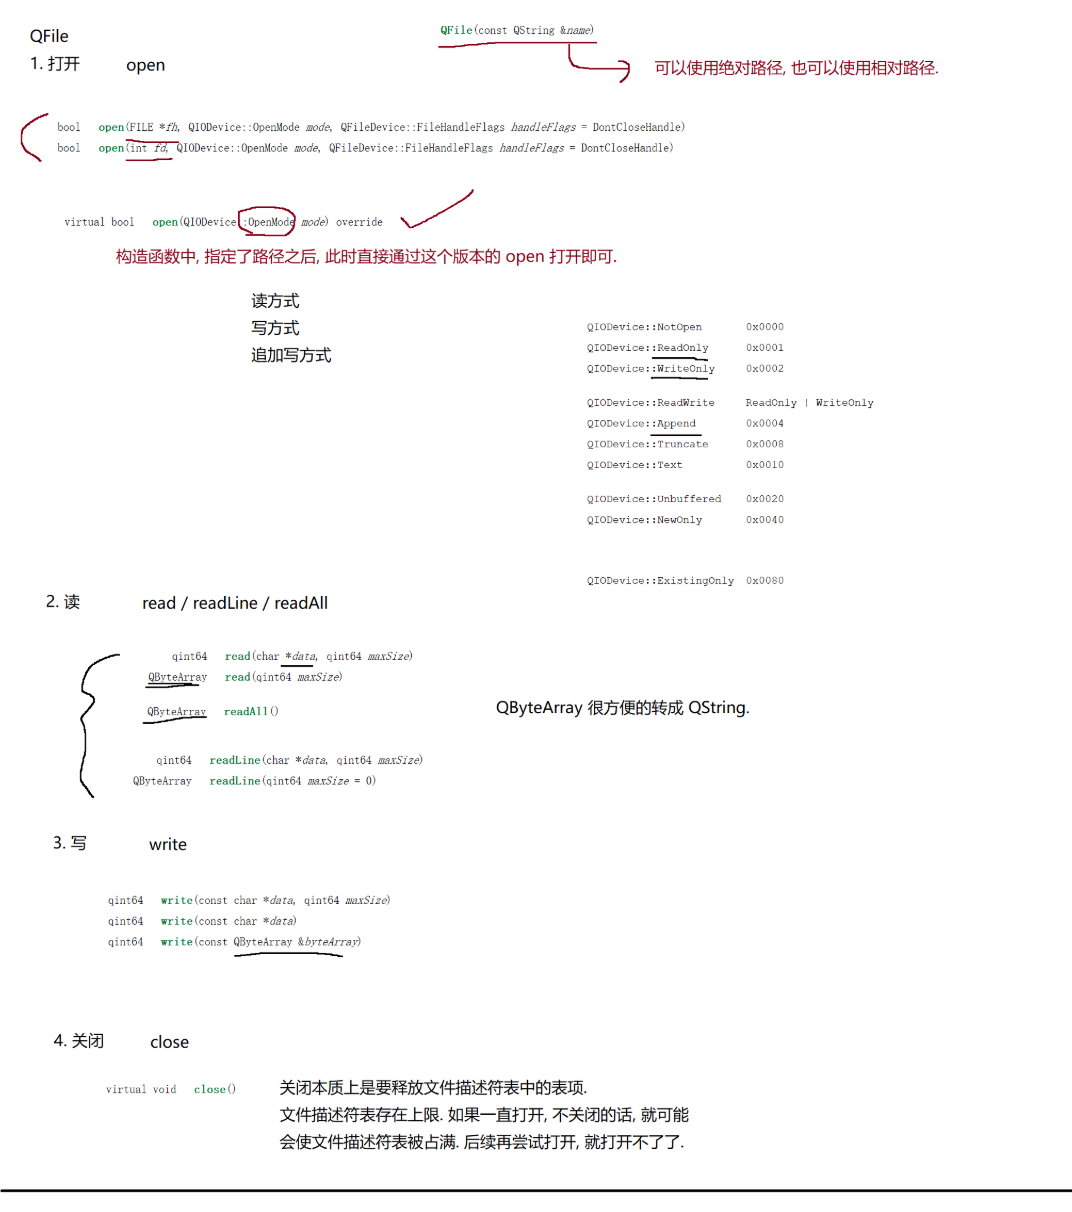 QFile(const QString &name)
QFile
1. 打开 open
可以使用绝对路径, 也可以使用相对路径.
bool open(FILE *fh, QIODevice::OpenMode mode, QFileDevice::FileHandleFlags handleFlags = DontCloseHandle)
bool open(int fd, QIODevice::OpenMode mode, QFileDevice::FileHandleFlags handleFlags = DontCloseHandle)
virtual bool open(QIODevice::OpenMode mode) override
构造函数中, 指定了路径之后, 此时直接通过这个版本的 open 打开即可.
读方式
写方式
追加写方式
QIODevice::NotOpen 0x0000
QIODevice::ReadOnly 0x0001
QIODevice::WriteOnly 0x0002
QIODevice::ReadWrite ReadOnly | WriteOnly
QIODevice::Append 0x0004
QIODevice::Truncate 0x0008
QIODevice::Text 0x0010
QIODevice::Unbuffered 0x0020
QIODevice::NewOnly 0x0040
QIODevice::ExistingOnly 0x0080
2. 读 read / readLine / readAll
qint64 read(char *data, qint64 maxSize)
QByteArray read(qint64 maxSize)
QByteArray readAll()
QByteArray 很方便的转成 QString.
qint64 readLine(char *data, qint64 maxSize)
QByteArray readLine(qint64 maxSize = 0)
3. 写 write
qint64 write(const char *data, qint64 maxSize)
qint64 write(const char *data)
qint64 write(const QByteArray &byteArray)
4. 关闭 close
virtual void close()
关闭本质上是要释放文件描述符表中的表项.
文件描述符表存在上限. 如果一直打开, 不关闭的话, 就可能
会使文件描述符表被占满. 后续再尝试打开, 就打开不了了.